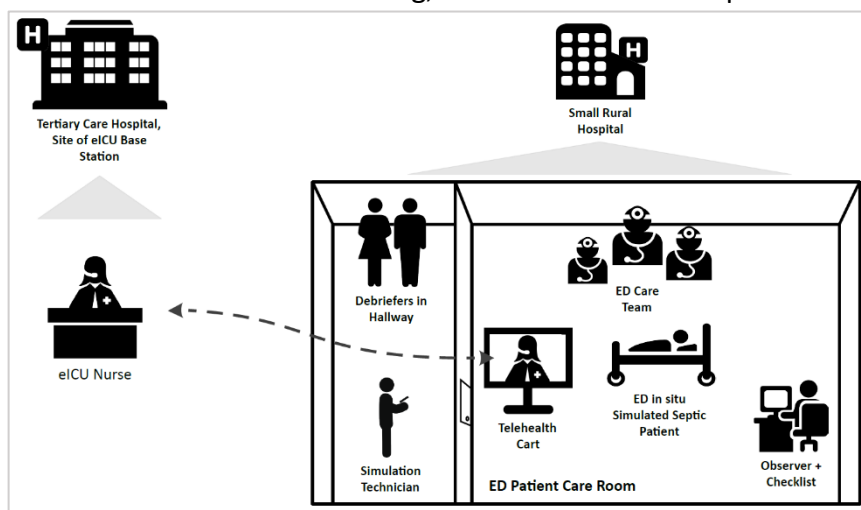 H
Tertiary Care Hospital,
Site of eICU Base
Station
H
Small Rural
Hospital
eICU Nurse
Debriefers in
Hallway
Simulation
Technician
ED Care
Team
Telehealth
Cart
ED in situ
Simulated Septic
Patient
Observer +
Checklist
ED Patient Care Room